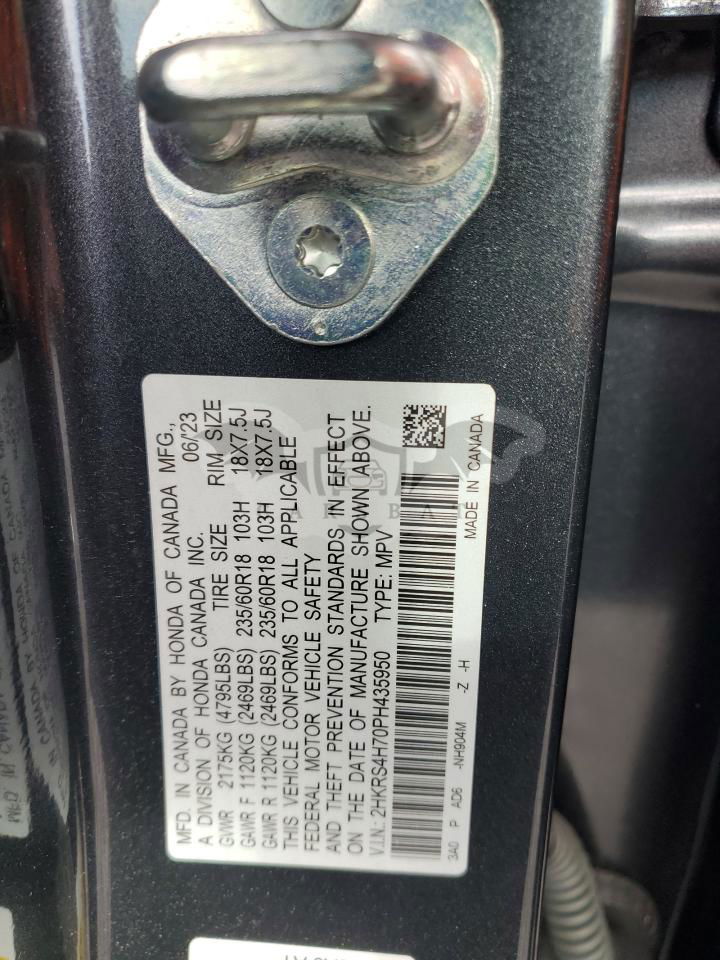 MFD. IN CANADA BY HONDA OF CANADA MFG.,
A DIVISION OF HONDA CANADA INC. 06/'23
GVWR 2175KG (4795LBS) TIRE SIZE RIM SIZE
GAWR F 1120KG (2469LBS) 235/60R18 103H 18X7.5J
GAWR R 1120KG (2469LBS) 235/60R18 103H 18X7.5J
THIS VEHICLE CONFORMS TO ALL APPLICABLE
FEDERAL MOTOR VEHICLE SAFETY
AND THEFT PREVENTION STANDARDS IN EFFECT
ON THE DATE OF MANUFACTURE SHOWN ABOVE.
V.I.N: 2HKRS4H70PH435950 TYPE: MPV
3A0 P AD6 -NH904M -Z -H MADE IN CANADA